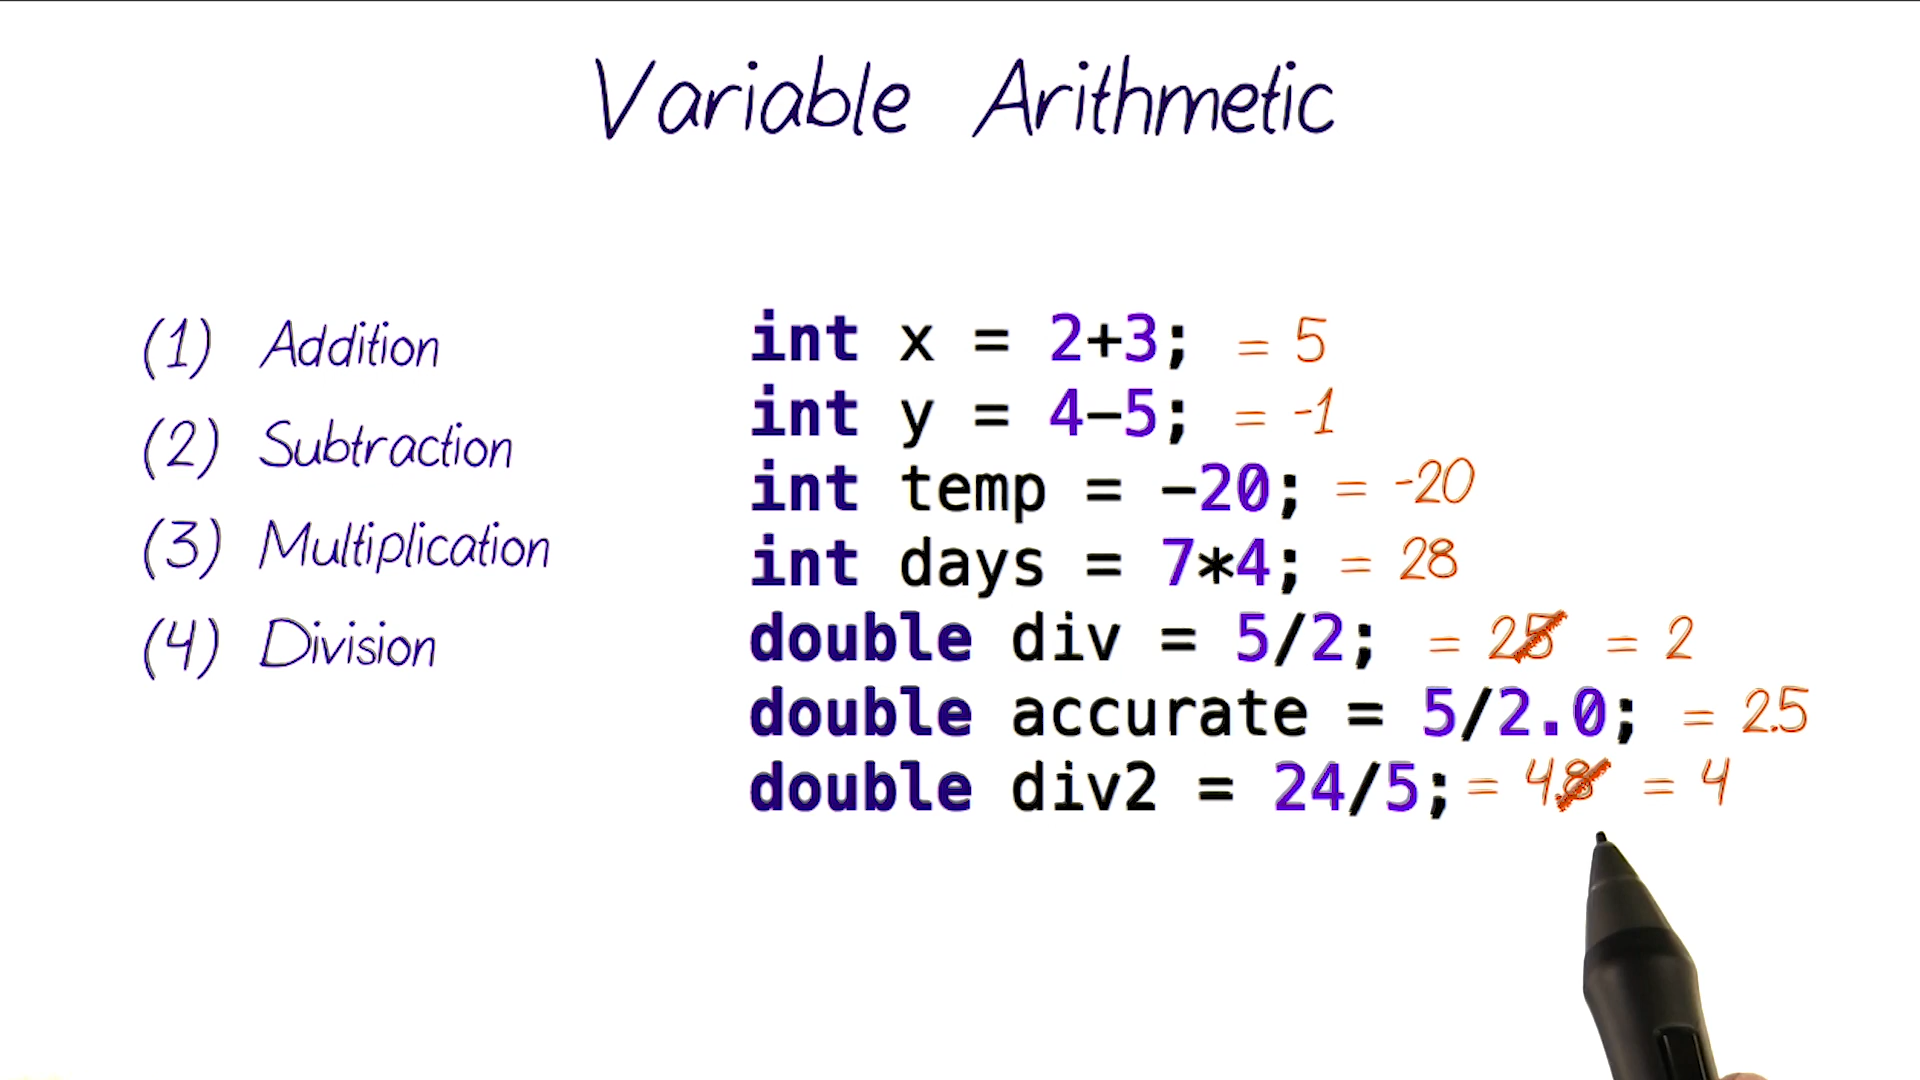 Variable Arithmetic
(1) Addition
(2) Subtraction
(3) Multiplication
(4) Division
int x = 2+3; = 5
int y = 4-5; = -1
int temp = -20; = -20
int days = 7*4; = 28
double div = 5/2; = 2.5 = 2
double accurate = 5/2.0; = 2.5
double div2 = 24/5; = 4.8 = 4